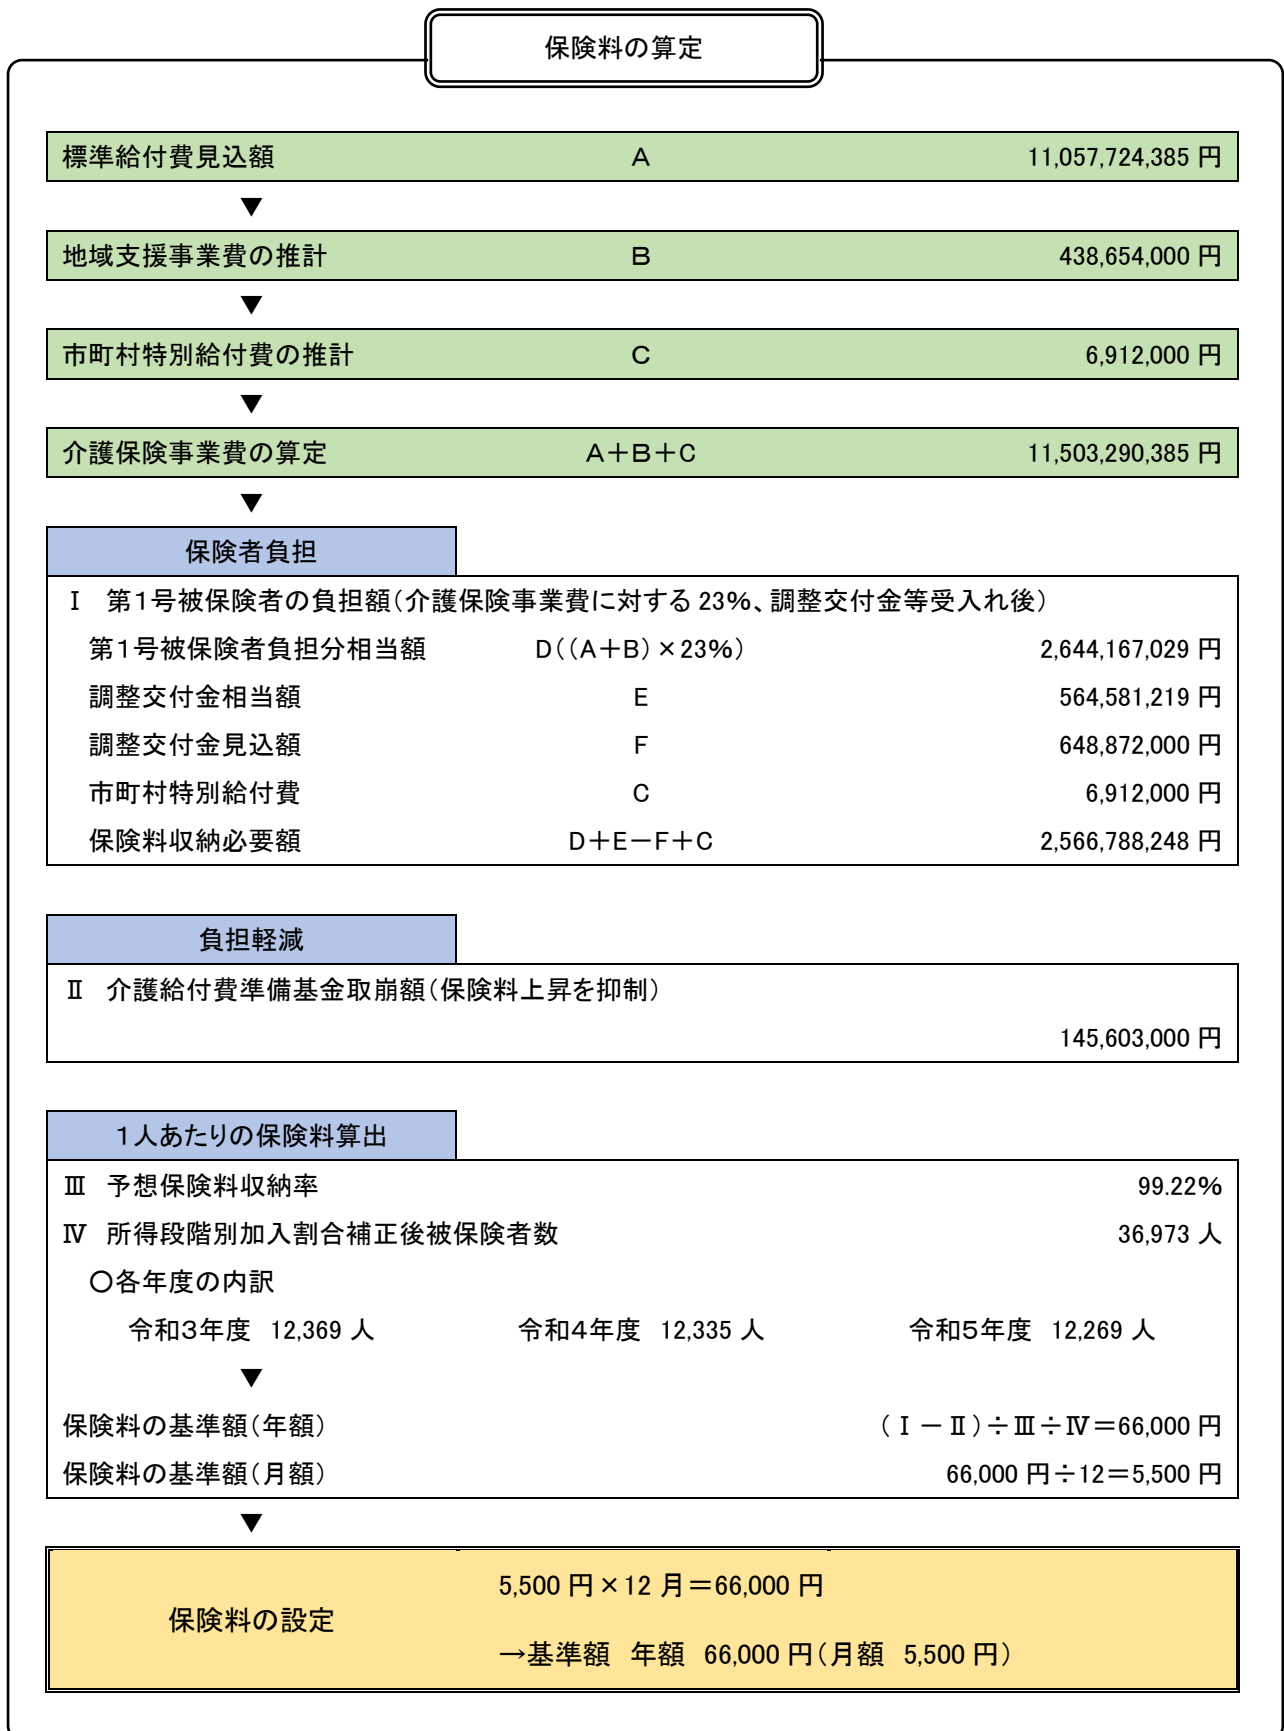 保険料の算定
標準給付費見込額 A 11,057,724,385 円
▼
地域支援事業費の推計 B 438,654,000 円
▼
市町村特別給付費の推計 C 6,912,000 円
▼
介護保険事業費の算定 A+B+C 11,503,290,385 円
▼
保険者負担
Ⅰ 第1号被保険者の負担額(介護保険事業費に対する 23%、調整交付金等受入れ後)
第1号被保険者負担分相当額 D((A+B)×23%) 2,644,167,029 円
調整交付金相当額 E 564,581,219 円
調整交付金見込額 F 648,872,000 円
市町村特別給付費 C 6,912,000 円
保険料収納必要額 D+E-F+C 2,566,788,248 円
負担軽減
Ⅱ 介護給付費準備基金取崩額(保険料上昇を抑制)
145,603,000 円
1人あたりの保険料算出
Ⅲ 予想保険料収納率 99.22%
Ⅳ 所得段階別加入割合補正後被保険者数 36,973 人
○各年度の内訳
令和3年度 12,369 人 令和4年度 12,335 人 令和5年度 12,269 人
▼
保険料の基準額(年額) (Ⅰ-Ⅱ)÷Ⅲ÷Ⅳ=66,000 円
保険料の基準額(月額) 66,000 円÷12=5,500 円
▼
5,500 円×12 月=66,000 円
保険料の設定
→基準額 年額 66,000 円(月額 5,500 円)